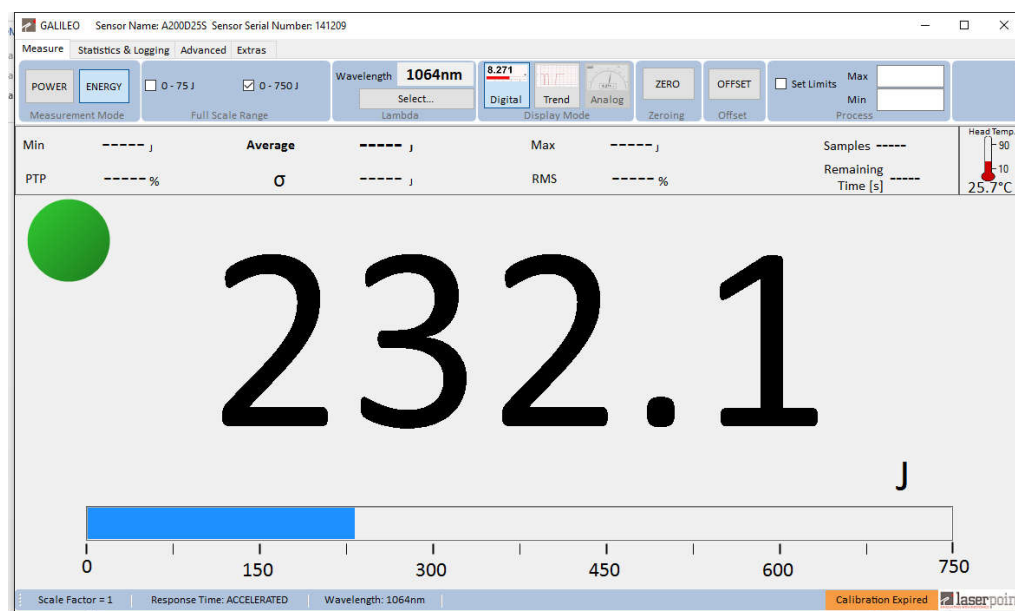 GALILEO Sensor Name: A200D25S Sensor Serial Number: 141209
Measure Statistics & Logging Advanced Extras
POWER ENERGY 0 - 75 J 0 - 750 J Wavelength 1064nm Select... 8.271 Digital Trend Analog ZERO OFFSET Set Limits Max Min
Measurement Mode Full Scale Range Lambda Display Mode Zeroing Offset Process
Min ----- J Average ----- J Max ----- J Samples -----
PTP ----- % σ ----- J RMS ----- % Remaining Time [s] -----
Head Temp.
90
10
25.7°C
232.1
J
0 150 300 450 600 750
Scale Factor = 1 Response Time: ACCELERATED Wavelength: 1064nm Calibration Expired laserpoin